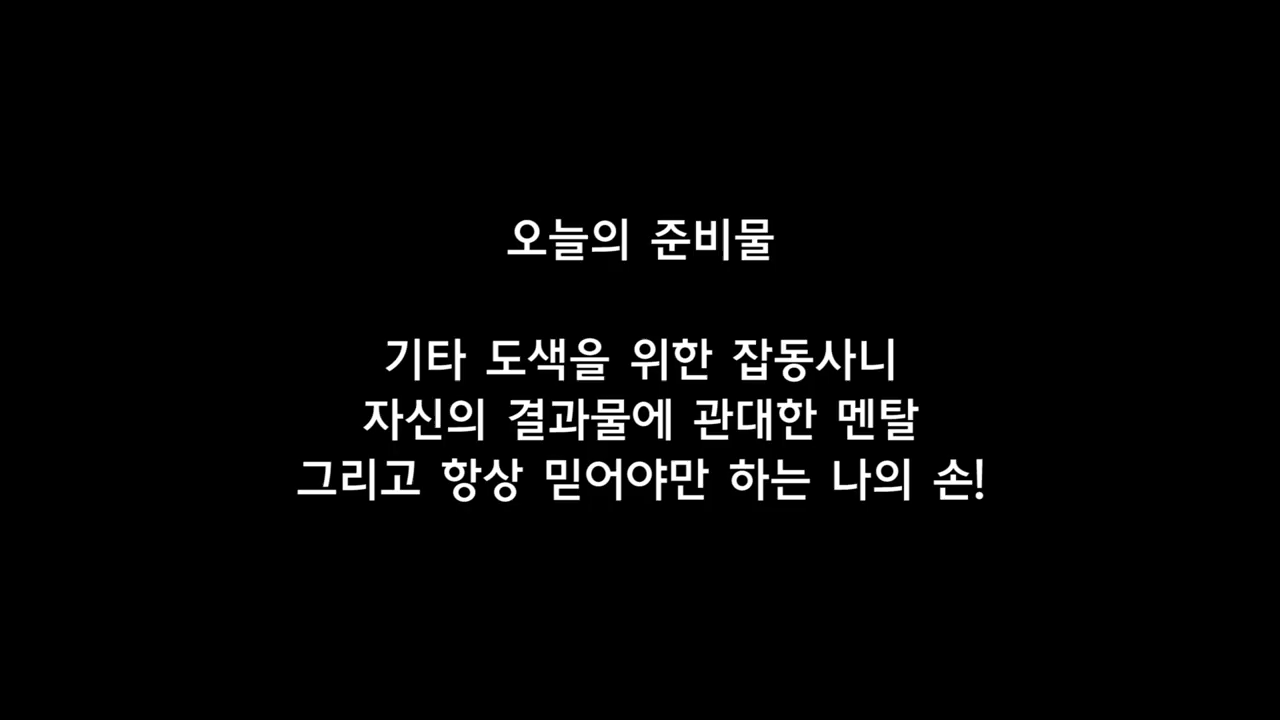 오늘의 준비물
기타 도색을 위한 잡동사니
자신의 결과물에 관대한 멘탈
그리고 항상 믿어야만 하는 나의 손!